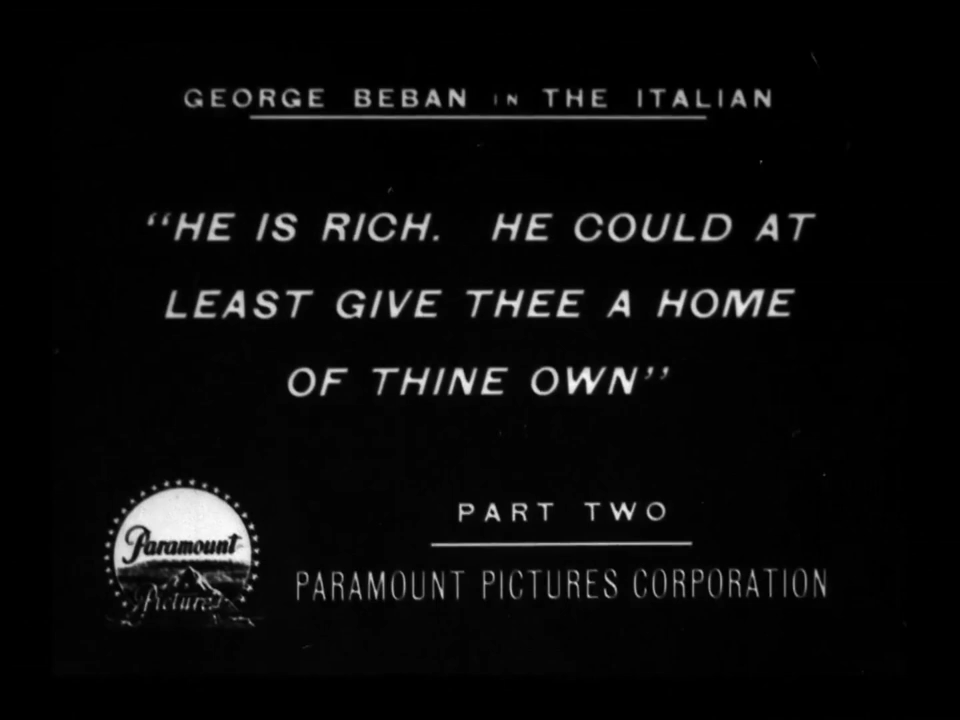 GEORGE BEBAN IN THE ITALIAN
“HE IS RICH. HE COULD AT
LEAST GIVE THEE A HOME
OF THINE OWN”
PART TWO
Paramount
Pictures
PARAMOUNT PICTURES CORPORATION